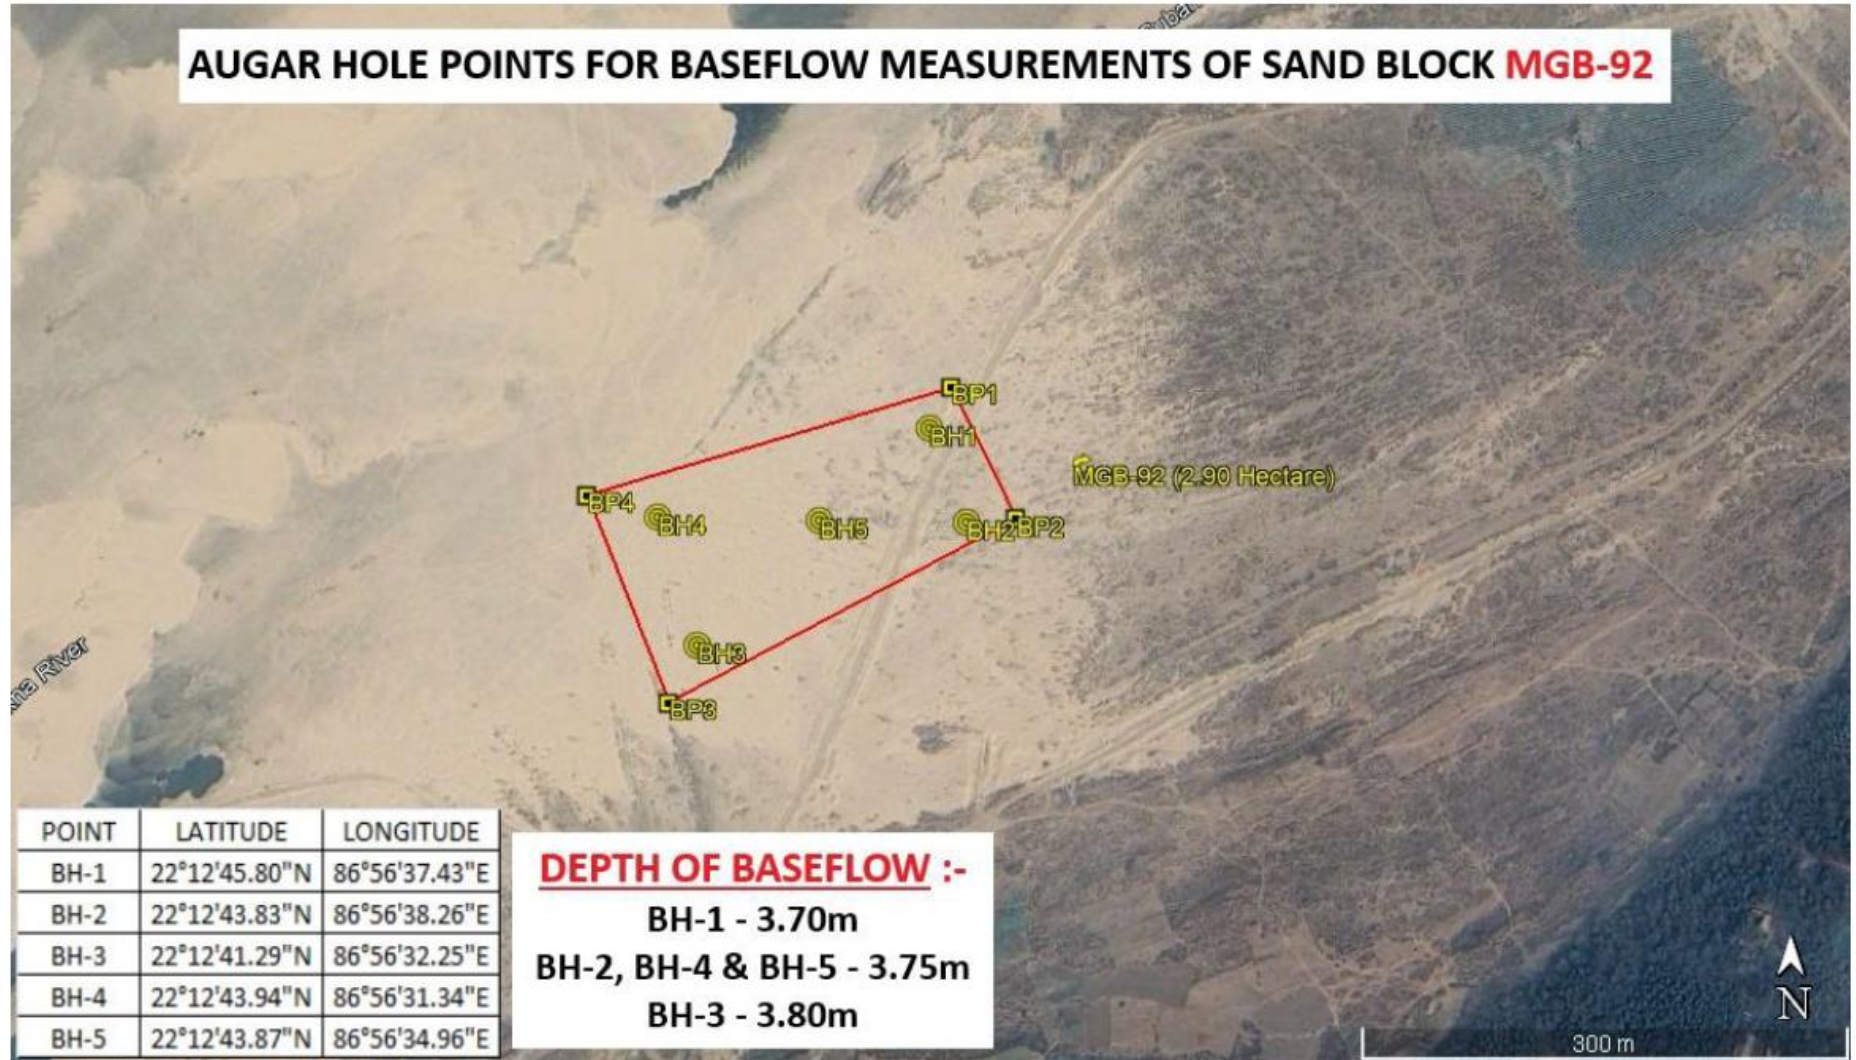 AUGAR HOLE POINTS FOR BASEFLOW MEASUREMENTS OF SAND BLOCK MGB-92
BP1
BH1
MGB-92 (2.90 Hectare)
BP4
BH4
BH5
BH2
BP2
BH3
BP3
River
POINT LATITUDE LONGITUDE
BH-1 22°12'45.80"N 86°56'37.43"E
BH-2 22°12'43.83"N 86°56'38.26"E
BH-3 22°12'41.29"N 86°56'32.25"E
BH-4 22°12'43.94"N 86°56'31.34"E
BH-5 22°12'43.87"N 86°56'34.96"E
DEPTH OF BASEFLOW :-
BH-1 - 3.70m
BH-2, BH-4 & BH-5 - 3.75m
BH-3 - 3.80m
N
300 m